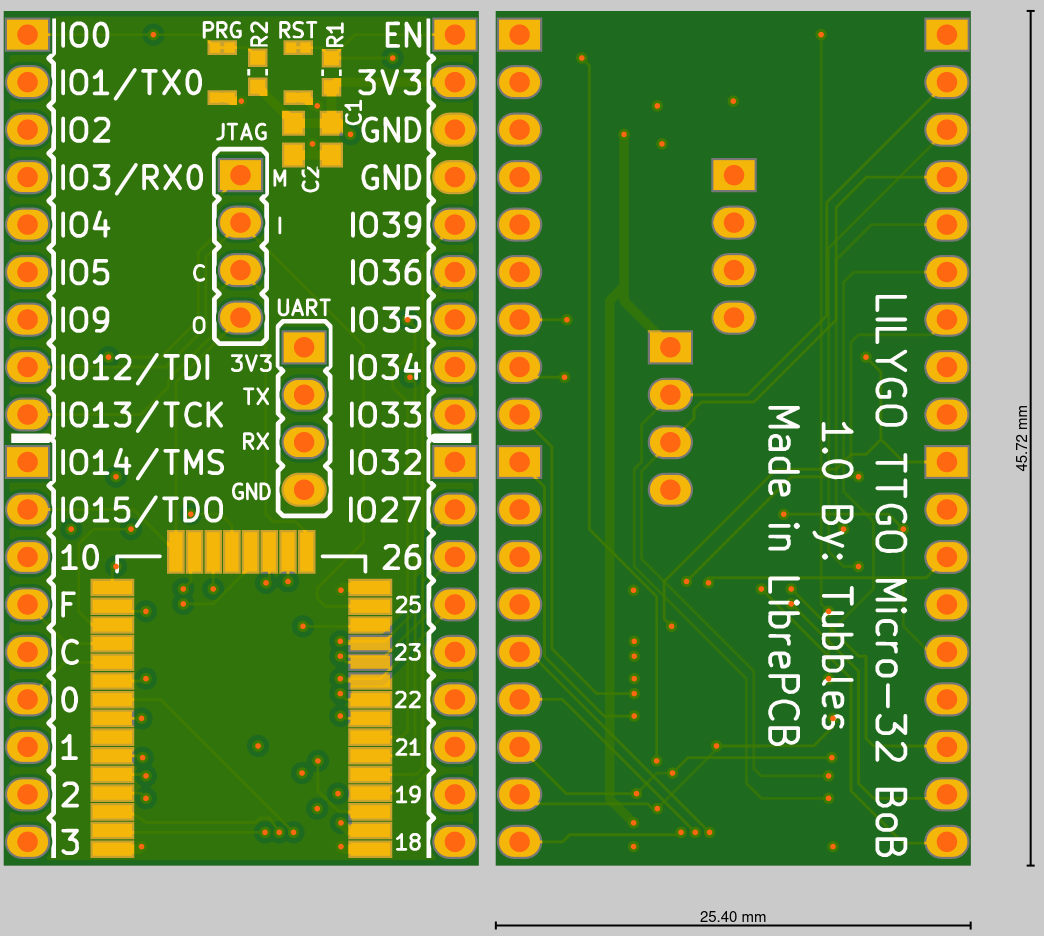 PRG R2 RST R1
IO0 EN
IO1/TX0 3V3
C1
IO2 JTAG GND
IO3/RX0 M C2 GND
IO4 I IO39
IO5 C IO36
IO9 O UART IO35
IO12/TDI 3V3 IO34
IO13/TCK TX IO33
IO14/TMS RX IO32
IO15/TDO GND IO27
10 26
F 25
C 23
0 22
1 21
2 19
3 18
LILYGO TTGO Micro-32 BoB
1.0 By: Tubbles
Made in LibrePCB
45.72 mm
25.40 mm